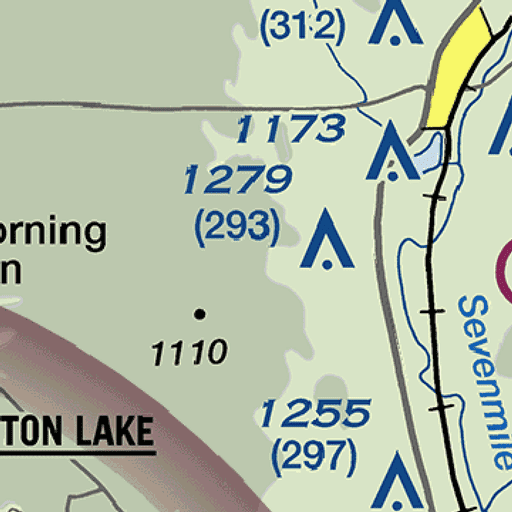 (312)
1173
1279
(293)
orning
n
1110
Sevenmile
TON LAKE
1255
(297)